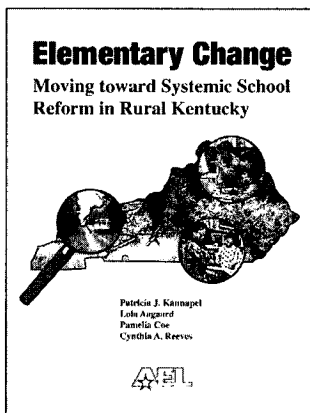 Elementary Change
Moving toward Systemic School
Reform in Rural Kentucky
Patricia J. Kannapel
Lola Aagaard
Pamelia Coe
Cynthia A. Reeves
AEL